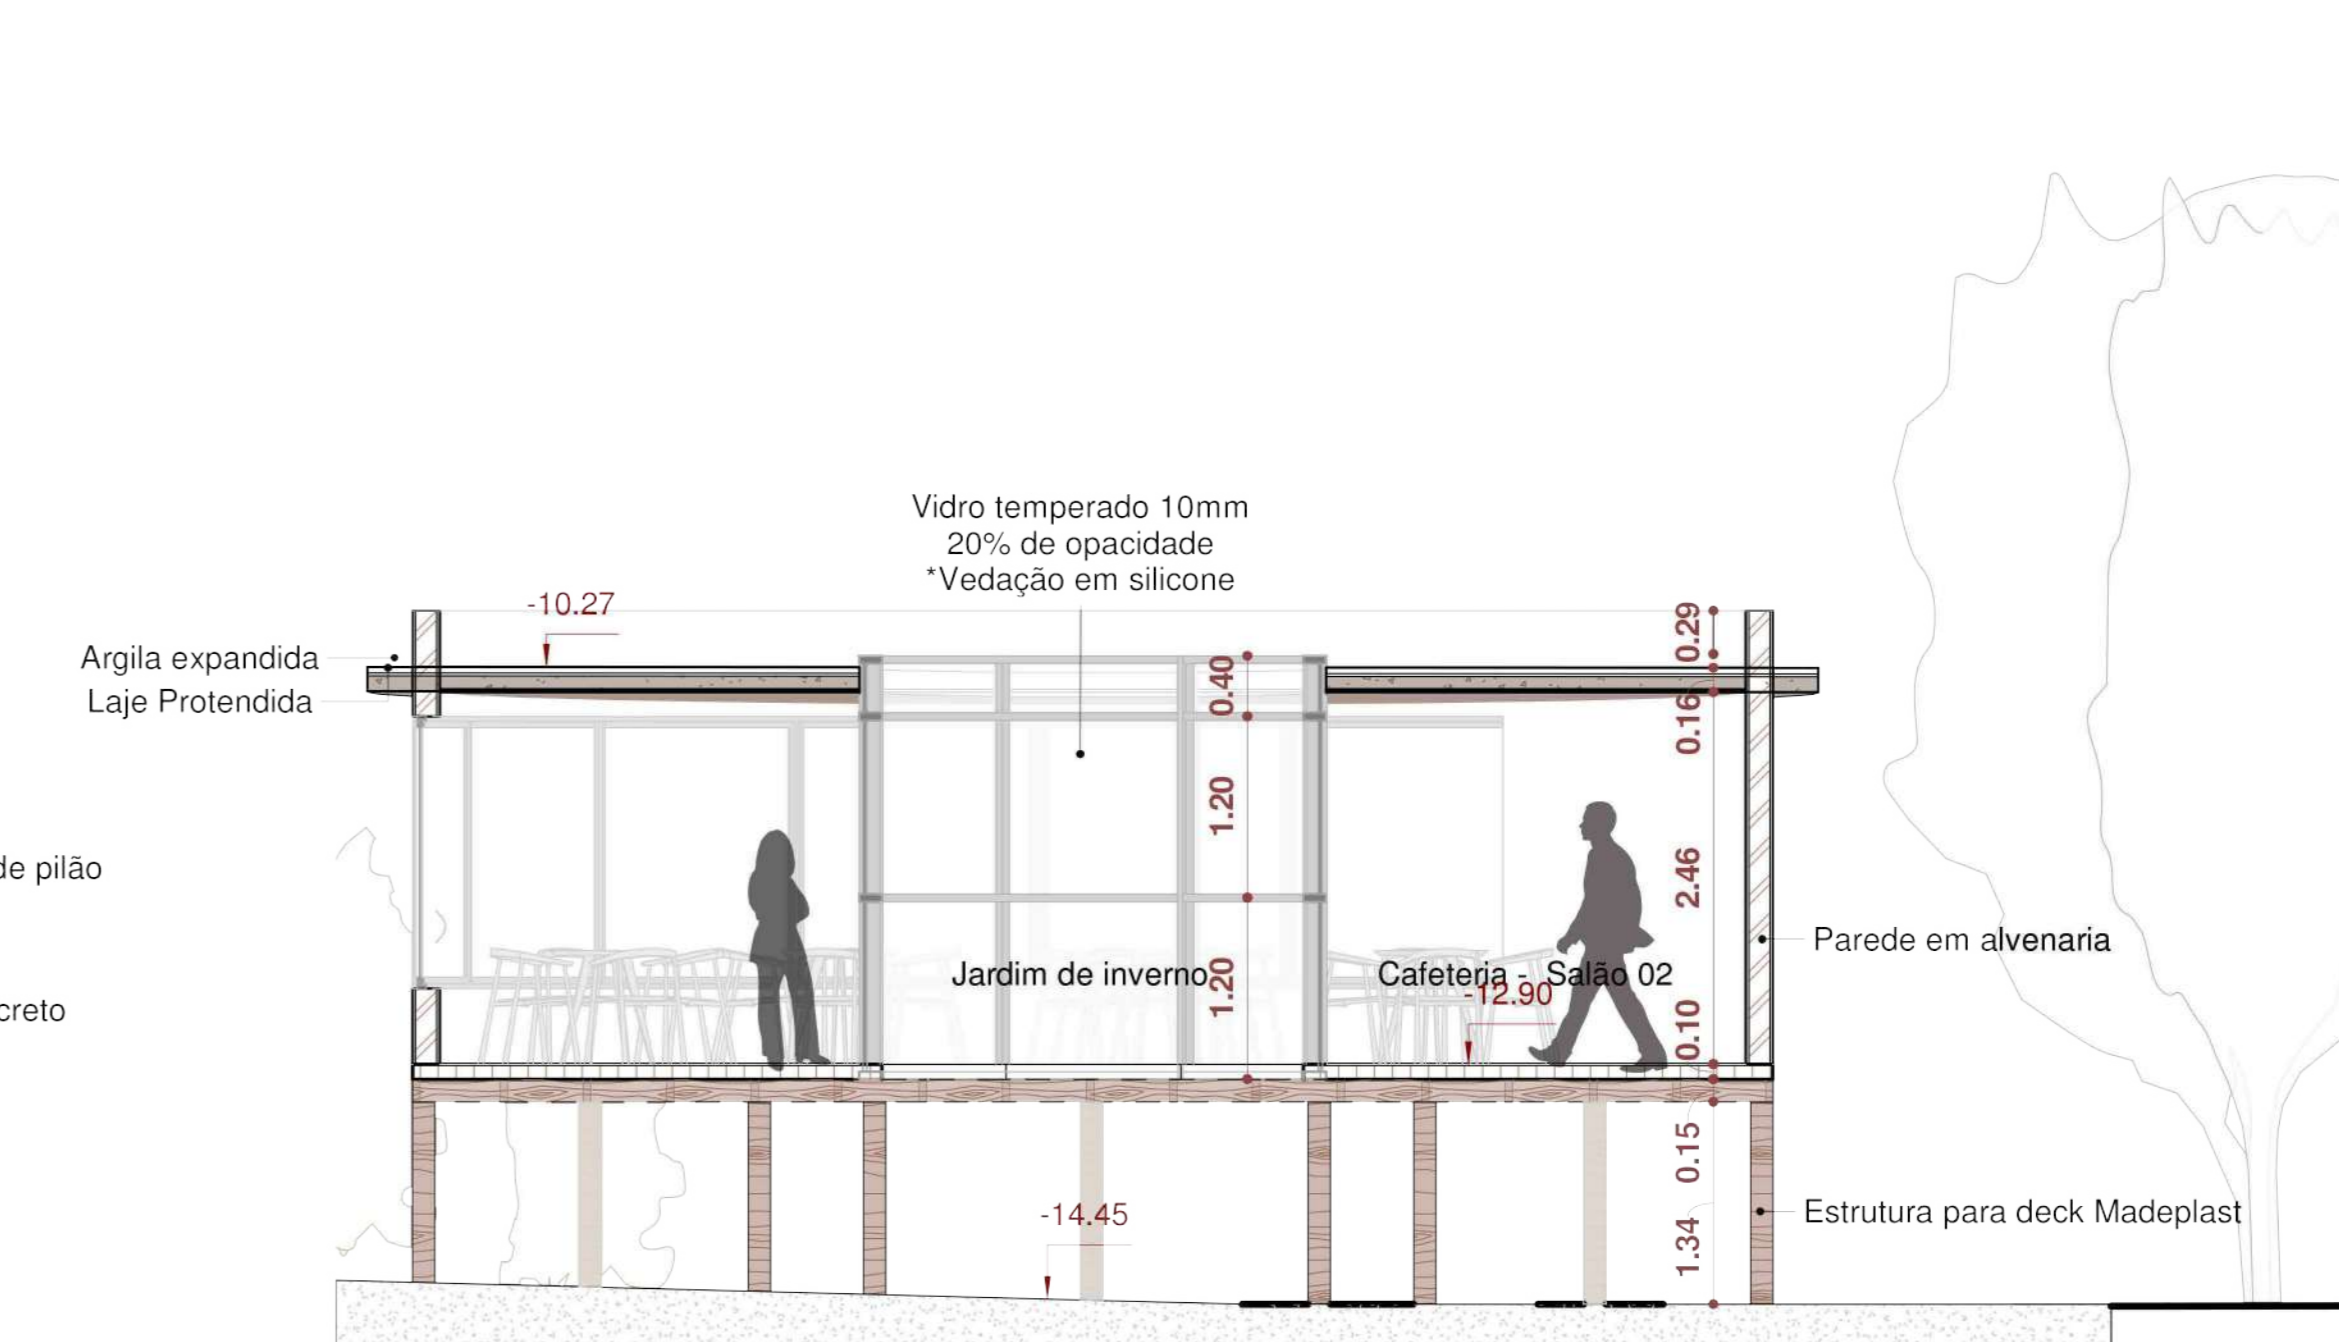 Vidro temperado 10mm
20% de opacidade
*Vedação em silicone
-10.27
0.29
Argila expandida
Laje Protendida
0.40
0.16
1.20
2.46
de pilão
Parede em alvenaria
Jardim de inverno
1.20
Cafeteria - Salão 02
-12.90
creto
0.10
0.15
-14.45
Estrutura para deck Madeplast
1.34